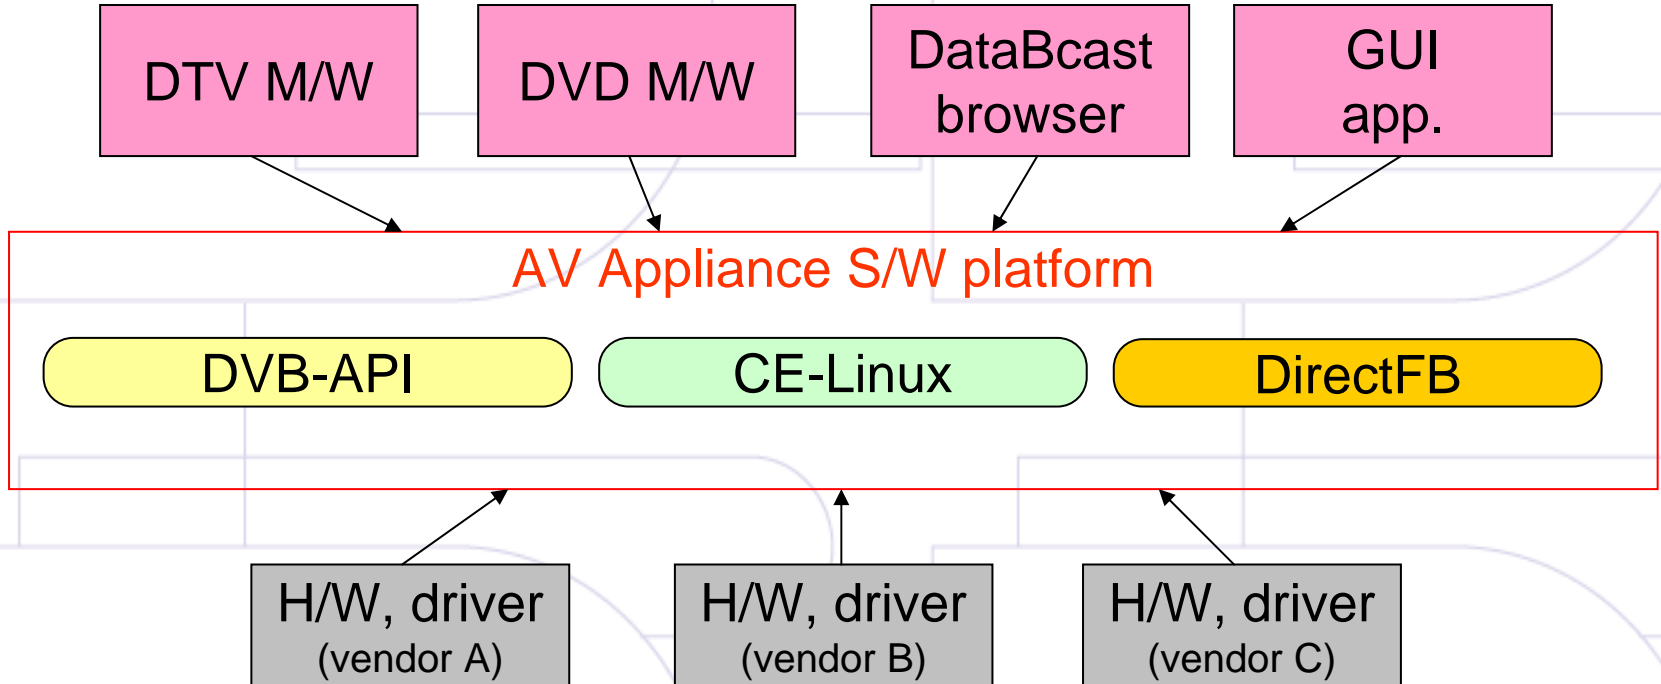 DTV M/W
DVD M/W
DataBcast
browser
GUI
app.
AV Appliance S/W platform
DVB-API
CE-Linux
DirectFB
H/W, driver
(vendor A)
H/W, driver
(vendor B)
H/W, driver
(vendor C)